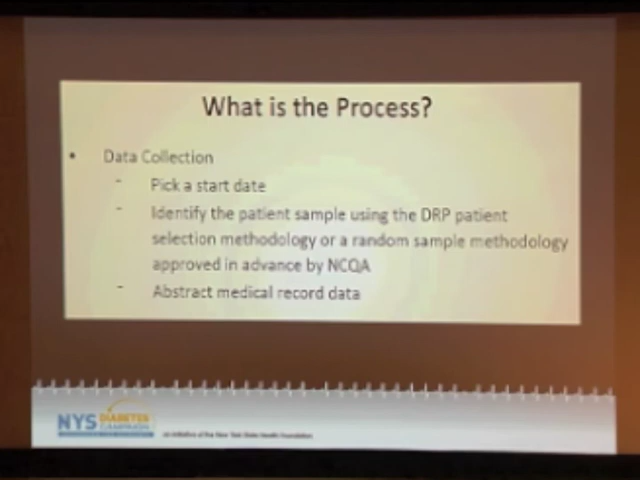 What is the Process?
• Data Collection
- Pick a start date
- Identify the patient sample using the DRP patient
selection methodology or a random sample methodology
approved in advance by NCQA
- Abstract medical record data
NYS DIABETES
CAMPAIGN
An initiative of the New York State Health Foundation